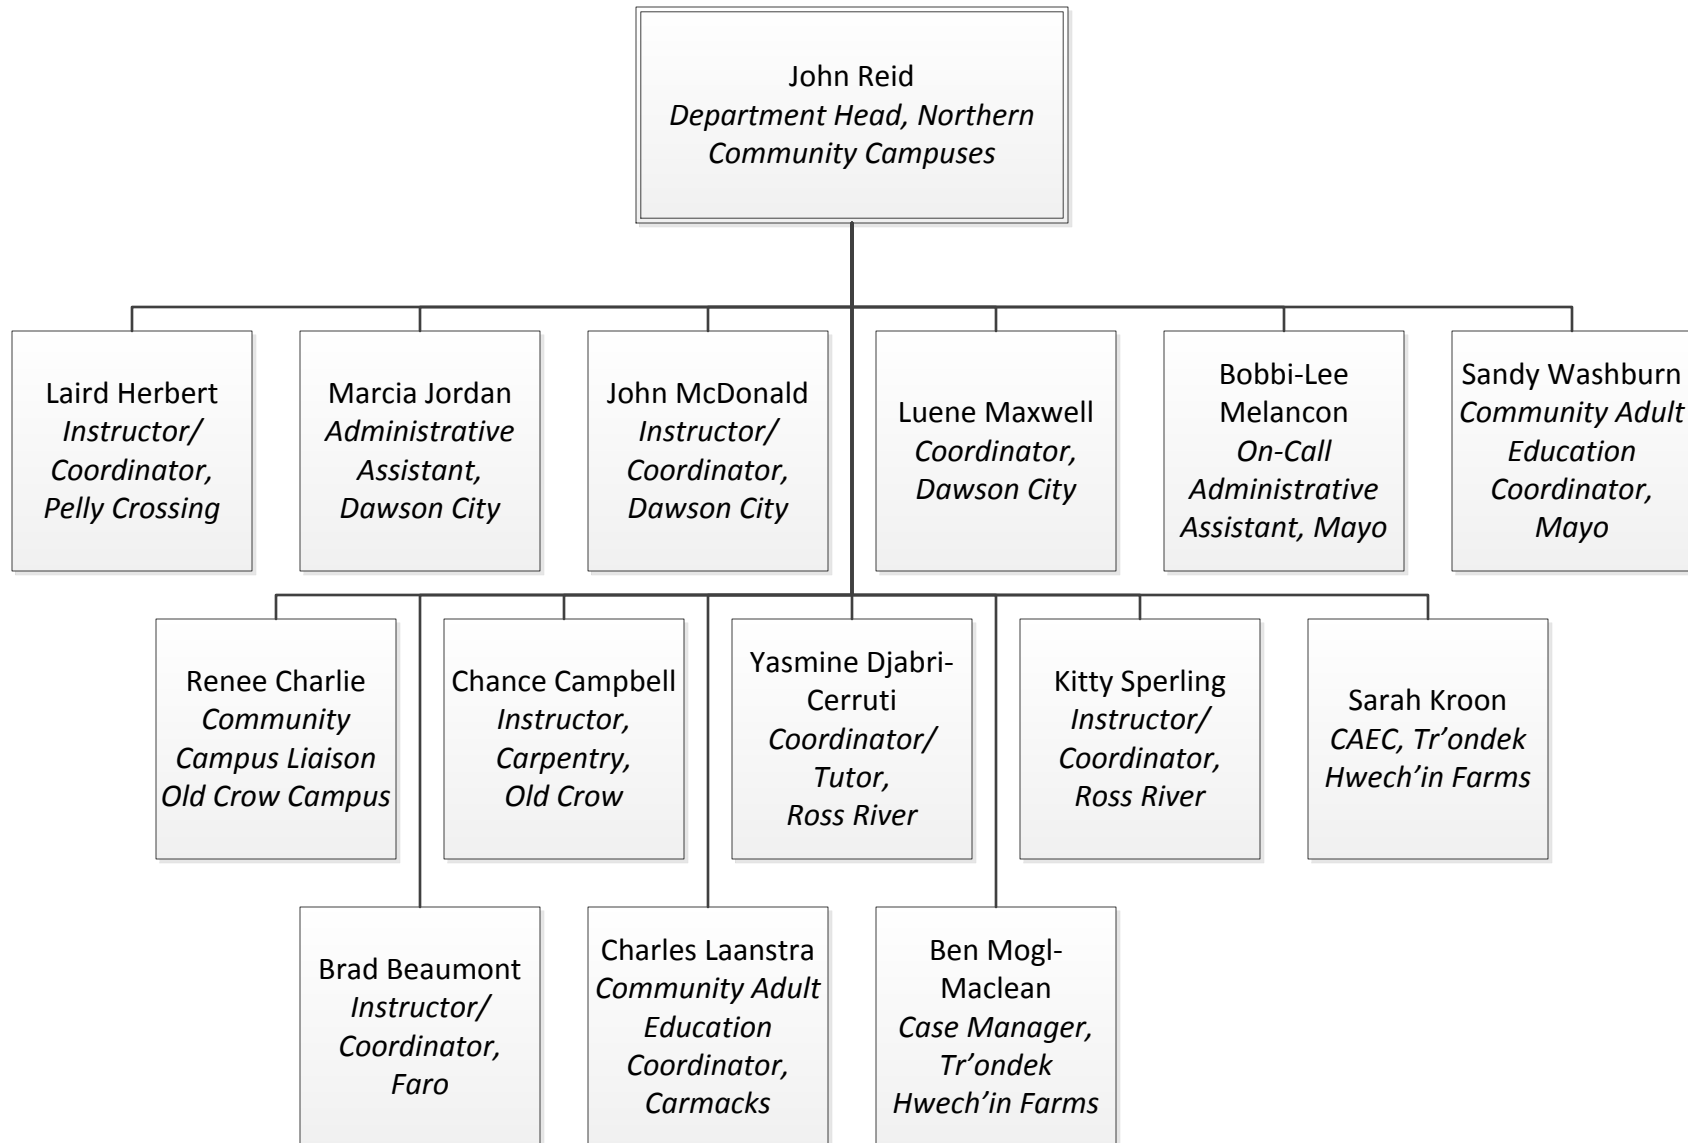 John Reid
Department Head, Northern
Community Campuses
Laird Herbert
Instructor/
Coordinator,
Pelly Crossing
Marcia Jordan
Administrative
Assistant,
Dawson City
John McDonald
Instructor/
Coordinator,
Dawson City
Luene Maxwell
Coordinator,
Dawson City
Bobbi-Lee
Melancon
On-Call
Administrative
Assistant, Mayo
Sandy Washburn
Community Adult
Education
Coordinator,
Mayo
Renee Charlie
Community
Campus Liaison
Old Crow Campus
Chance Campbell
Instructor,
Carpentry,
Old Crow
Yasmine Djabri-
Cerruti
Coordinator/
Tutor,
Ross River
Kitty Sperling
Instructor/
Coordinator,
Ross River
Sarah Kroon
CAEC, Tr’ondek
Hwech’in Farms
Brad Beaumont
Instructor/
Coordinator,
Faro
Charles Laanstra
Community Adult
Education
Coordinator,
Carmacks
Ben Mogl-
Maclean
Case Manager,
Tr’ondek
Hwech’in Farms